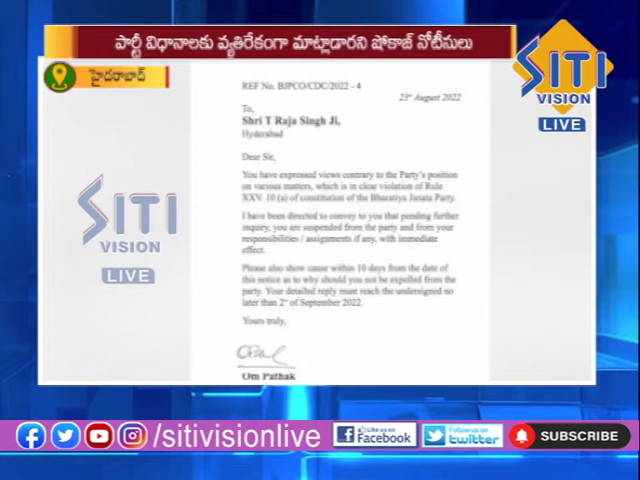 పార్టీ విధానాలకు వ్యతిరేకంగా మాట్లాడారని షోకాజ్ నోటీసులు
SITI
VISION
LIVE
హైదరాబాద్
REF No. BJPCO/CDC/2022 - 4
23rd August 2022
To,
Shri T Raja Singh Ji,
Hyderabad
Dear Sir,
You have expressed views contrary to the Party's position
on various matters, which is in clear violation of Rule
XXV. 10 (a) of constitution of the Bharatiya Janata Party.
I have been directed to convey to you that pending further
inquiry, you are suspended from the party and from your
responsibilities / assignments if any, with immediate
effect.
Please also show cause within 10 days from the date of
this notice as to why should you not be expelled from the
party. Your detailed reply must reach the undersigned no
later than 2nd of September 2022.
Yours truly,
Om Pathak
SITI
VISION
LIVE
/sitivisionlive
Like us on
Facebook
Follow us on
twitter
SUBSCRIBE